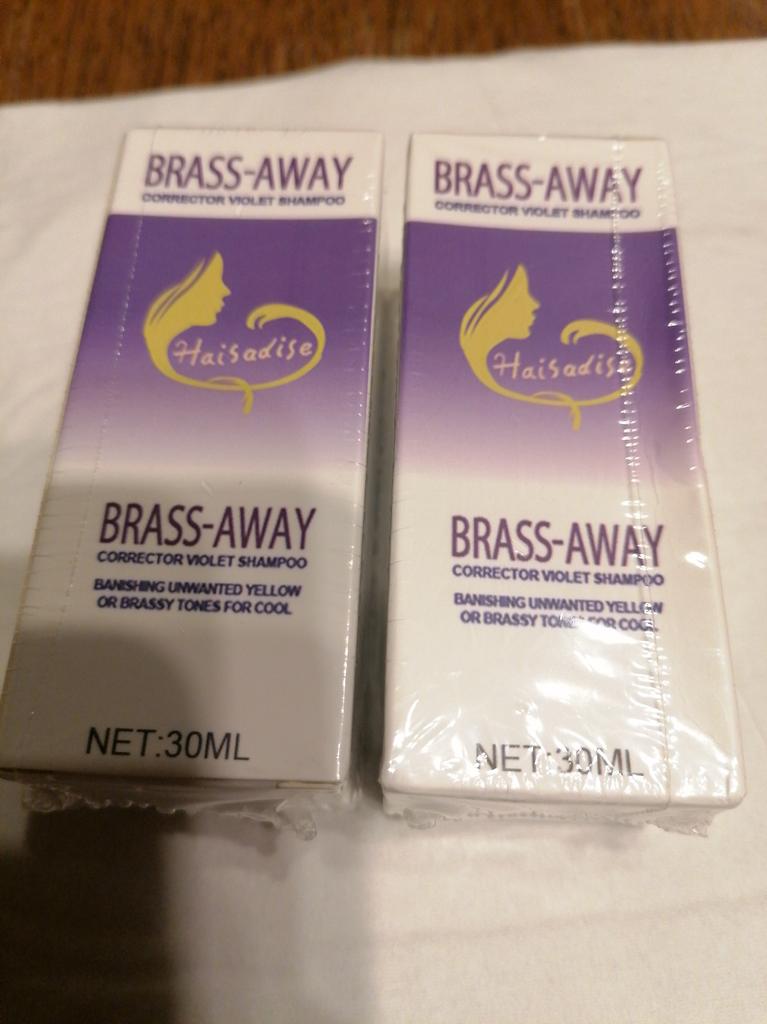 BRASS-AWAY
CORRECTOR VIOLET SHAMPOO
Haisadise
BRASS-AWAY
CORRECTOR VIOLET SHAMPOO
BANISHING UNWANTED YELLOW
OR BRASSY TONES FOR COOL
NET:30ML
BRASS-AWAY
CORRECTOR VIOLET SHAMPOO
Haisadise
BRASS-AWAY
CORRECTOR VIOLET SHAMPOO
BANISHING UNWANTED YELLOW
OR BRASSY TONES FOR COOL
NET:30ML